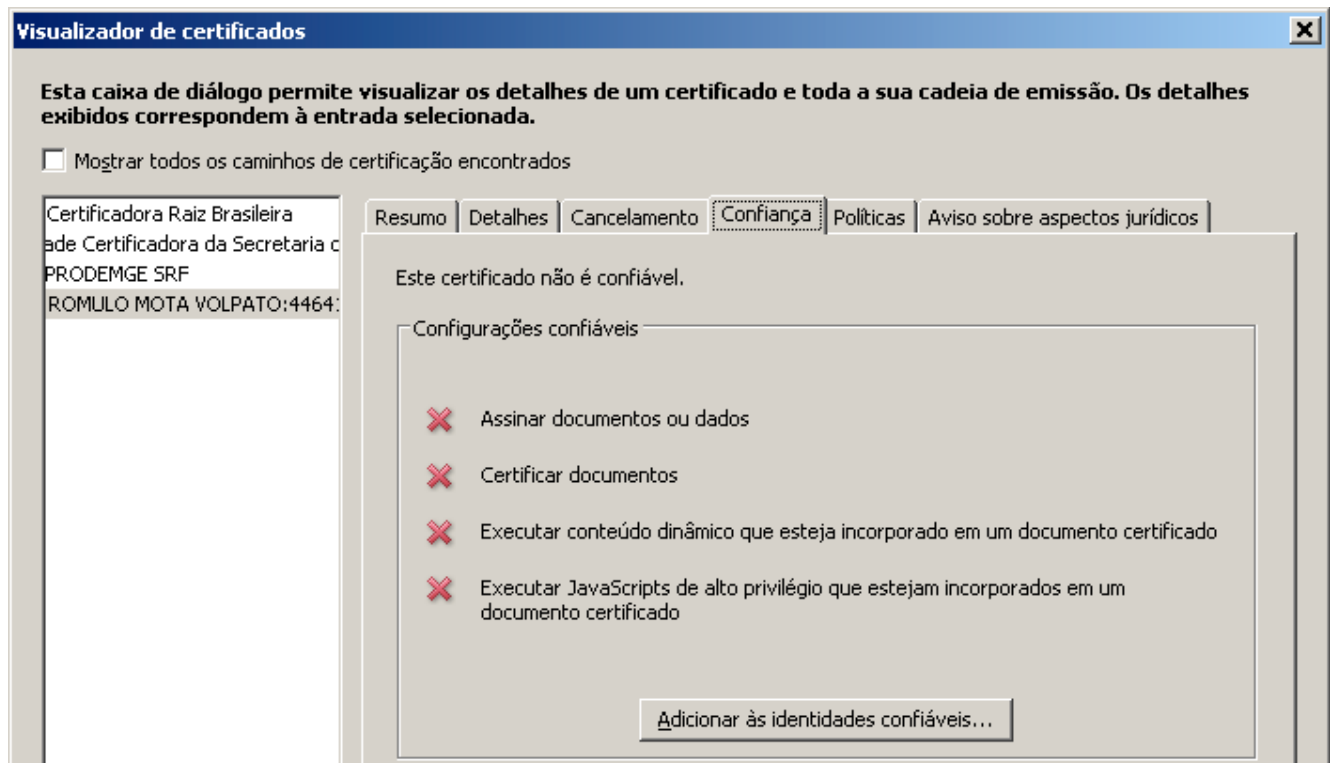 Visualizador de certificados
Esta caixa de diálogo permite visualizar os detalhes de um certificado e toda a sua cadeia de emissão. Os detalhes
exibidos correspondem à entrada selecionada.
Mostrar todos os caminhos de certificação encontrados
Certificadora Raiz Brasileira
ade Certificadora da Secretaria d
PRODEMGE SRF
ROMULO MOTA VOLPATO:4464
Resumo Detalhes Cancelamento Confiança Políticas Aviso sobre aspectos jurídicos
Este certificado não é confiável.
Configurações confiáveis
Assinar documentos ou dados
Certificar documentos
Executar conteúdo dinâmico que esteja incorporado em um documento certificado
Executar JavaScripts de alto privilégio que estejam incorporados em um
documento certificado
Adicionar às identidades confiáveis...